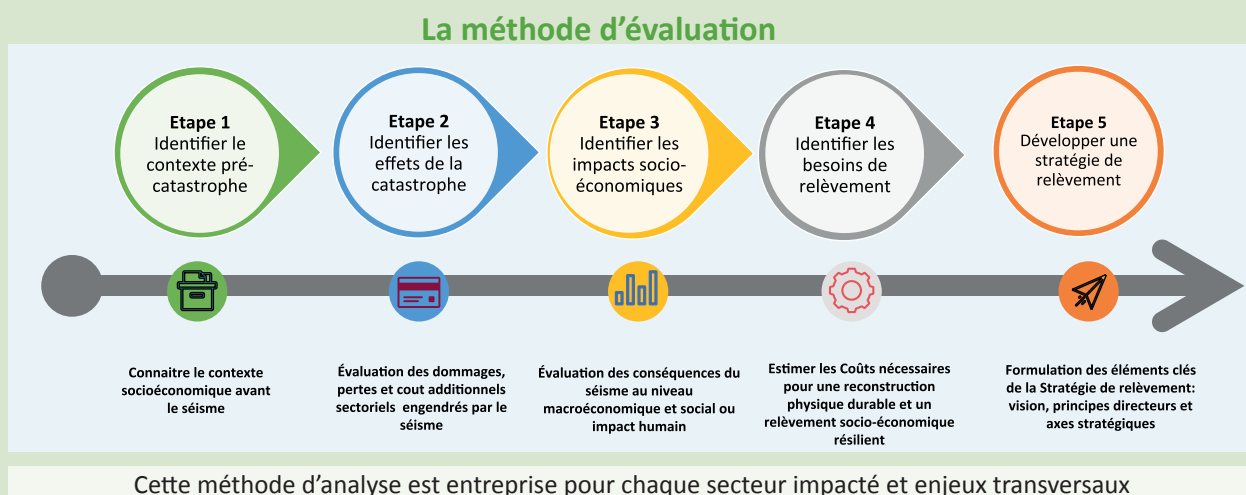 La méthode d'évaluation
Etape 1
Identifier le
contexte pré-
catastrophe
Etape 2
Identifier les
effets de la
catastrophe
Etape 3
Identifier les
impacts socio-
économiques
Etape 4
Identifier les
besoins de
relèvement
Etape 5
Développer une
stratégie de
relèvement
Connaitre le contexte
socioéconomique avant
le séisme
Évaluation des dommages,
pertes et cout additionnels
sectoriels engendrés par le
séisme
Évaluation des conséquences du
séisme au niveau
macroéconomique et social ou
impact humain
Estimer les Coûts nécessaires
pour une reconstruction
physique durable et un
relèvement socio-économique
résilient
Formulation des éléments clés
de la Stratégie de relèvement:
vision, principes directeurs et
axes stratégiques
Cette méthode d'analyse est entreprise pour chaque secteur impacté et enjeux transversaux